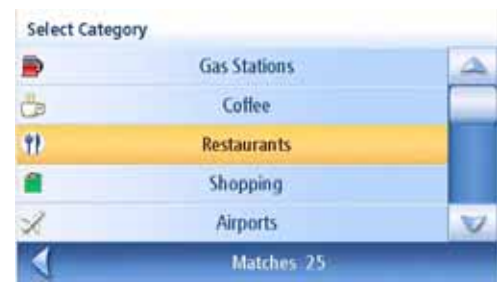 Select Category
Gas Stations
Coffee
Restaurants
Shopping
Airports
Matches 25